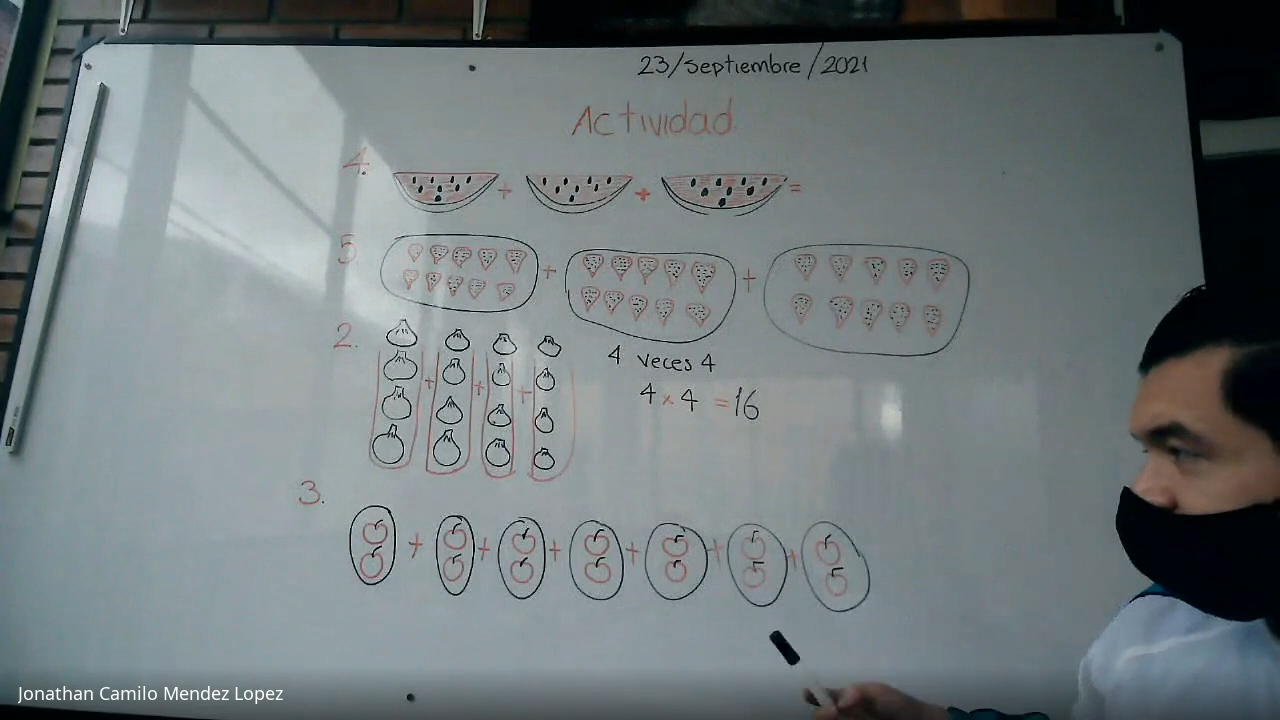 23/Septiembre/2021
Actividad
4. + + =
5 + +
2. + + +
4 veces 4
4 × 4 = 16
3. + + + + + +
Jonathan Camilo Mendez Lopez